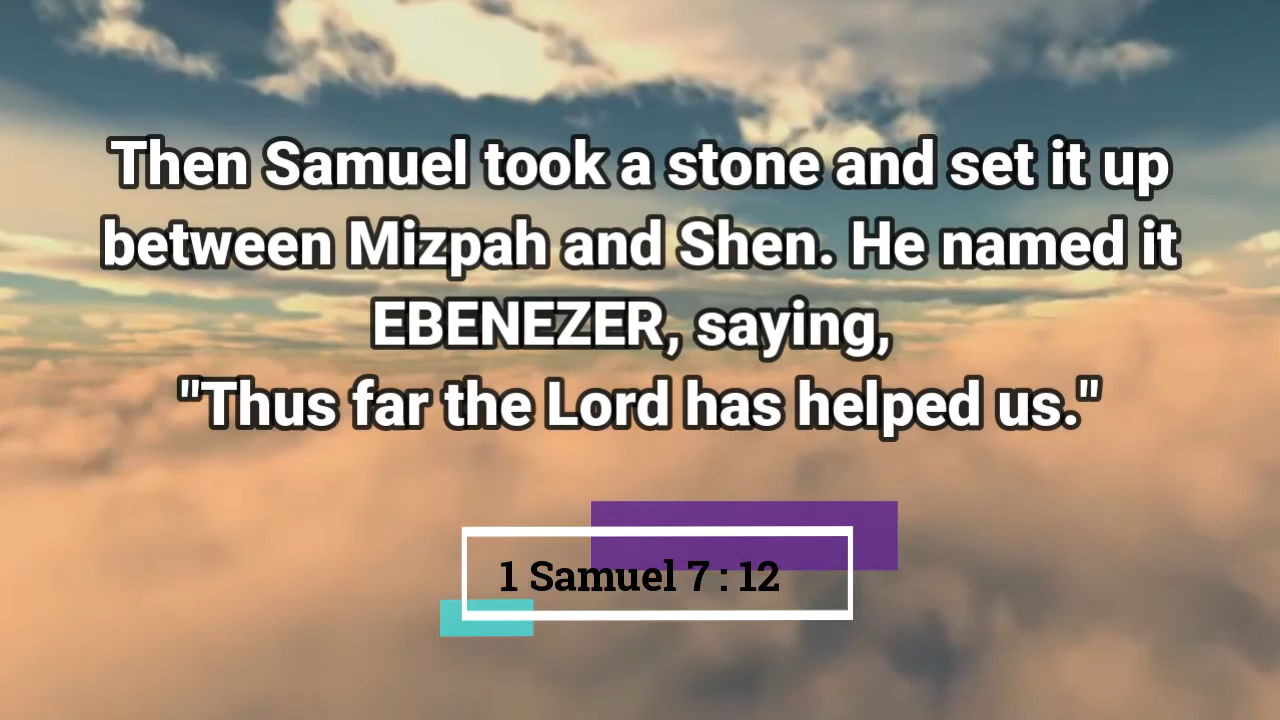 Then Samuel took a stone and set it up
between Mizpah and Shen. He named it
EBENEZER, saying,
"Thus far the Lord has helped us."
1 Samuel 7 : 12